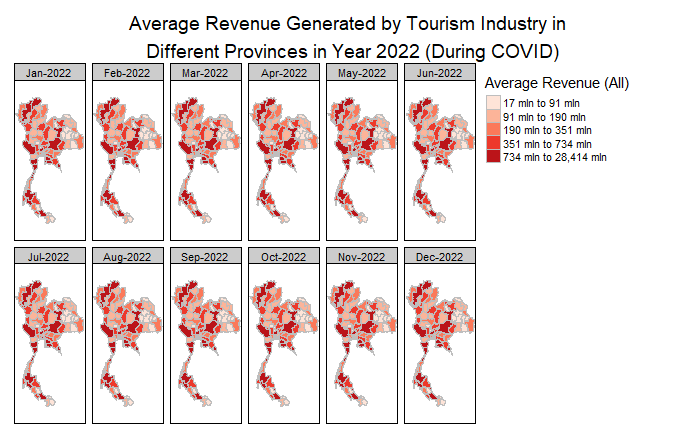 Average Revenue Generated by Tourism Industry in
Different Provinces in Year 2022 (During COVID)
Jan-2022 Feb-2022 Mar-2022 Apr-2022 May-2022 Jun-2022
Average Revenue (All)
17 mln to 91 mln
91 mln to 190 mln
190 mln to 351 mln
351 mln to 734 mln
734 mln to 28,414 mln
Jul-2022 Aug-2022 Sep-2022 Oct-2022 Nov-2022 Dec-2022